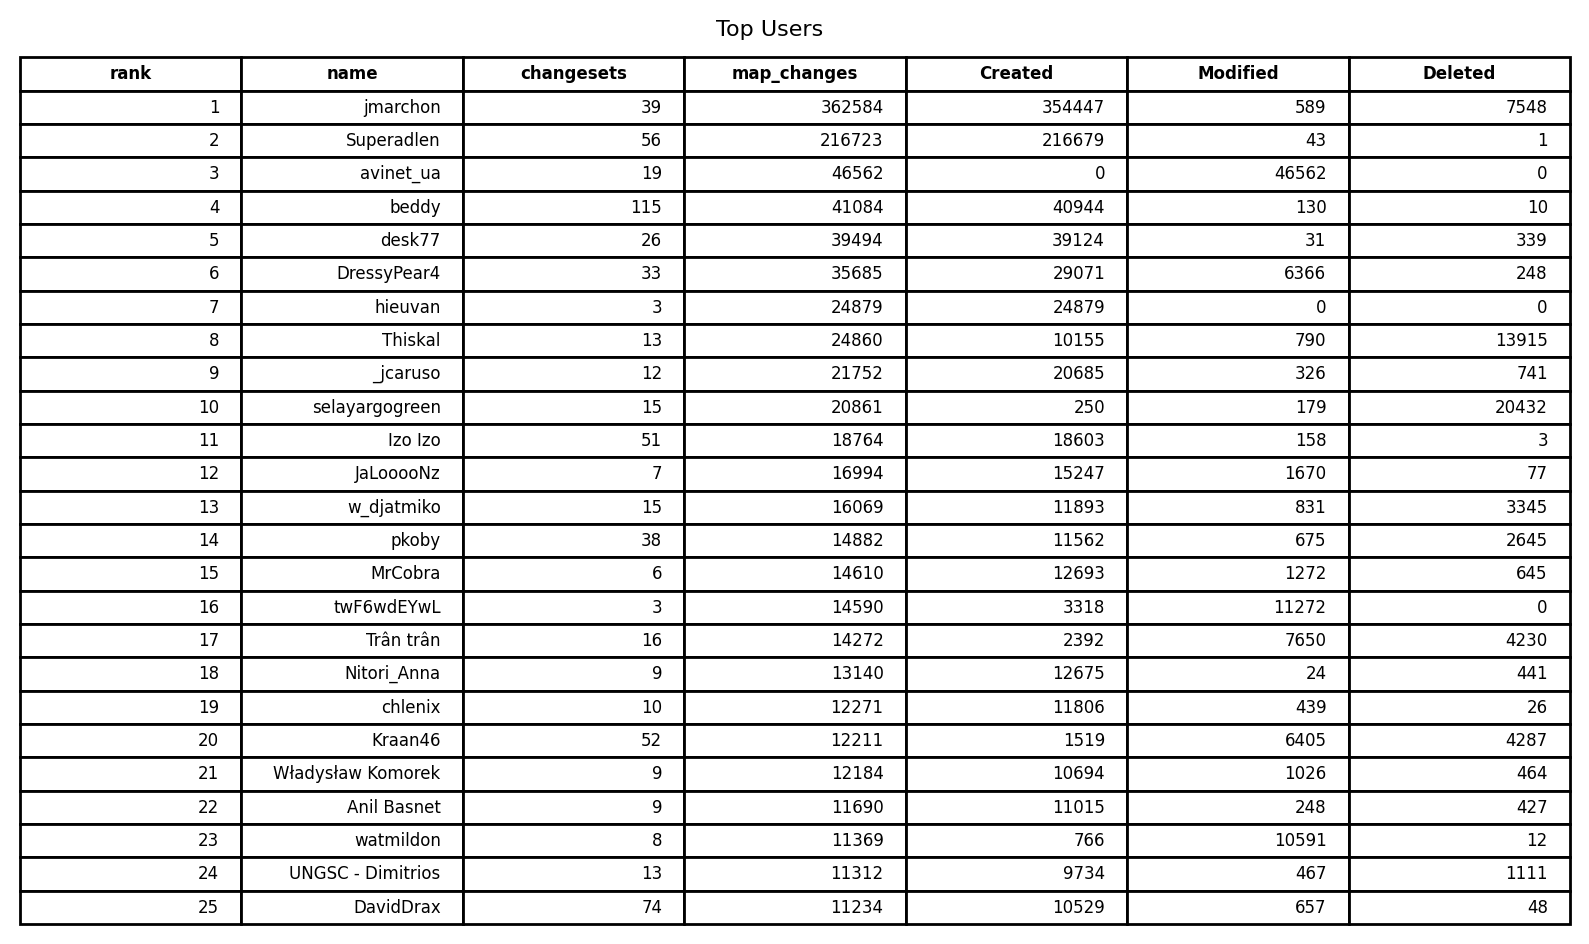 Top Users
rank name changesets map_changes Created Modified Deleted
1 jmarchon 39 362584 354447 589 7548
2 Superadlen 56 216723 216679 43 1
3 avinet_ua 19 46562 0 46562 0
4 beddy 115 41084 40944 130 10
5 desk77 26 39494 39124 31 339
6 DressyPear4 33 35685 29071 6366 248
7 hieuvan 3 24879 24879 0 0
8 Thiskal 13 24860 10155 790 13915
9 _jcaruso 12 21752 20685 326 741
10 selayargogreen 15 20861 250 179 20432
11 Izo Izo 51 18764 18603 158 3
12 JaLooooNz 7 16994 15247 1670 77
13 w_djatmiko 15 16069 11893 831 3345
14 pkoby 38 14882 11562 675 2645
15 MrCobra 6 14610 12693 1272 645
16 twF6wdEYwL 3 14590 3318 11272 0
17 Trân trân 16 14272 2392 7650 4230
18 Nitori_Anna 9 13140 12675 24 441
19 chlenix 10 12271 11806 439 26
20 Kraan46 52 12211 1519 6405 4287
21 Władysław Komorek 9 12184 10694 1026 464
22 Anil Basnet 9 11690 11015 248 427
23 watmildon 8 11369 766 10591 12
24 UNGSC - Dimitrios 13 11312 9734 467 1111
25 DavidDrax 74 11234 10529 657 48